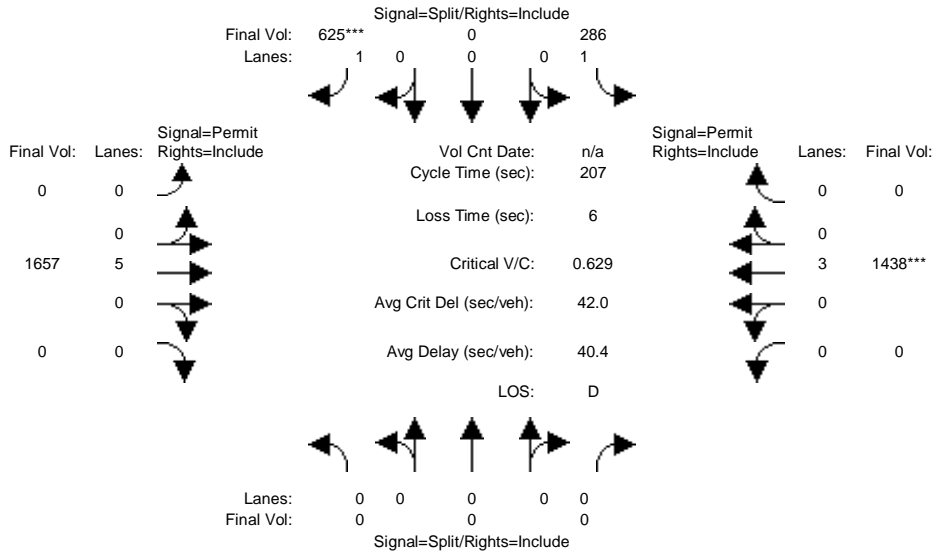 Signal=Split/Rights=Include
Final Vol: 625*** 0 286
Lanes: 1 0 0 0 1
Signal=Permit Signal=Permit
Final Vol: Lanes: Rights=Include Vol Cnt Date: n/a Rights=Include Lanes: Final Vol:
Cycle Time (sec): 207
0 0 0 0
Loss Time (sec): 6
0 0
1657 5 Critical V/C: 0.629 3 1438***
0 Avg Crit Del (sec/veh): 42.0 0
0 0 Avg Delay (sec/veh): 40.4 0 0
LOS: D
Lanes: 0 0 0 0 0
Final Vol: 0 0 0
Signal=Split/Rights=Include